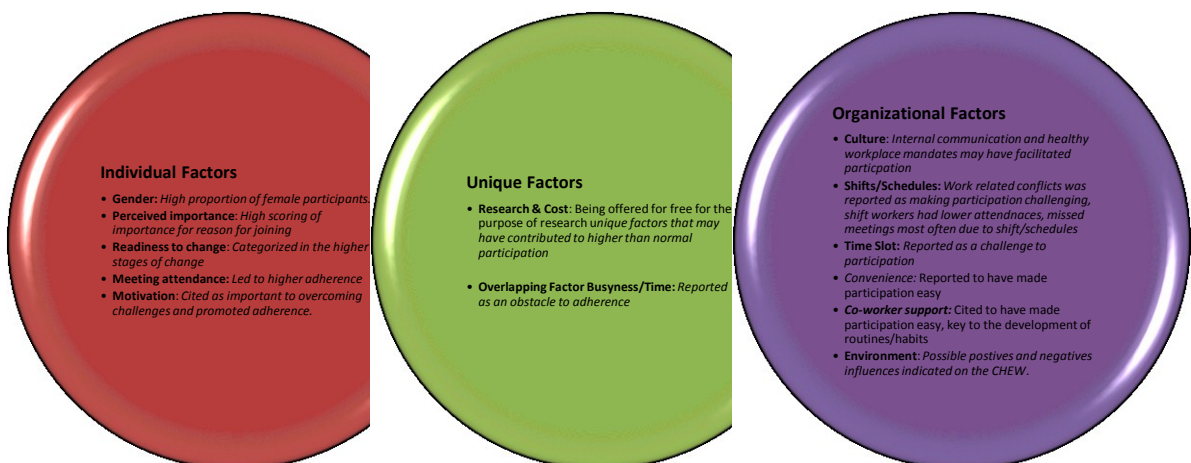 Individual Factors
• Gender: High proportion of female participants.
• Perceived importance: High scoring of
importance for reason for joining
• Readiness to change: Categorized in the higher
stages of change
• Meeting attendance: Led to higher adherence
• Motivation: Cited as important to overcoming
challenges and promoted adherence.
Unique Factors
• Research & Cost: Being offered for free for the
purpose of research unique factors that may
have contributed to higher than normal
participation
• Overlapping Factor Busyness/Time: Reported
as an obstacle to adherence
Organizational Factors
• Culture: Internal communication and healthy
workplace mandates may have facilitated
particpation
• Shifts/Schedules: Work related conflicts was
reported as making participation challenging,
shift workers had lower attendnaces, missed
meetings most often due to shift/schedules
• Time Slot: Reported as a challenge to
participation
• Convenience: Reported to have made
participation easy
• Co-worker support: Cited to have made
participation easy, key to the development of
routines/habits
• Environment: Possible postives and negatives
influences indicated on the CHEW.